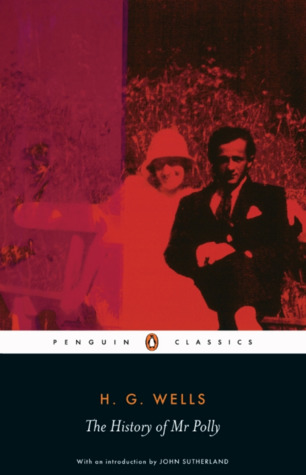 PENGUIN CLASSICS
H. G. WELLS
The History of Mr Polly
With an introduction by JOHN SUTHERLAND